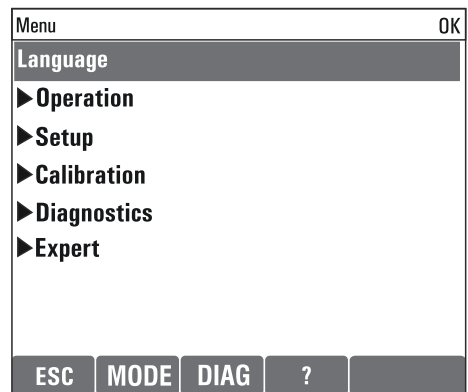 Menu OK
Language
▶Operation
▶Setup
▶Calibration
▶Diagnostics
▶Expert
ESC MODE DIAG ?